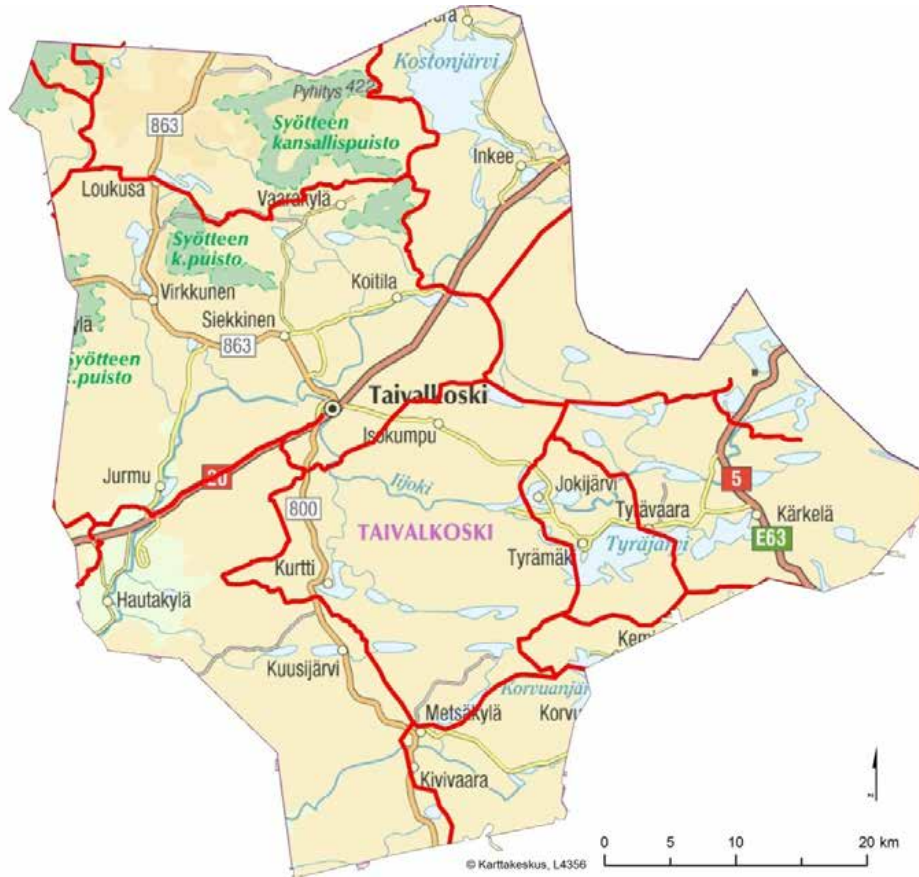 Kostonjärvi
Pyhitys 422
863
Syötteen
kansallispuisto
Inkee
Loukusa
Vaarakylä
Syötteen
k.puisto
Virkkunen
Koitila
Siekkinen
863
Syötteen
k.puisto
Taivalkoski
Isokumpu
Jurmu
20
Iijoki
Jokijärvi
5
800
TAIVALKOSKI
Tyrävaara
Kärkelä
Tyrämäki
Tyräjärvi
E63
Kurtti
Hautakylä
Kuusijärvi
Metsäkylä
Kivivaara
0 5 10 20 km
© Karttakeskus, L4356